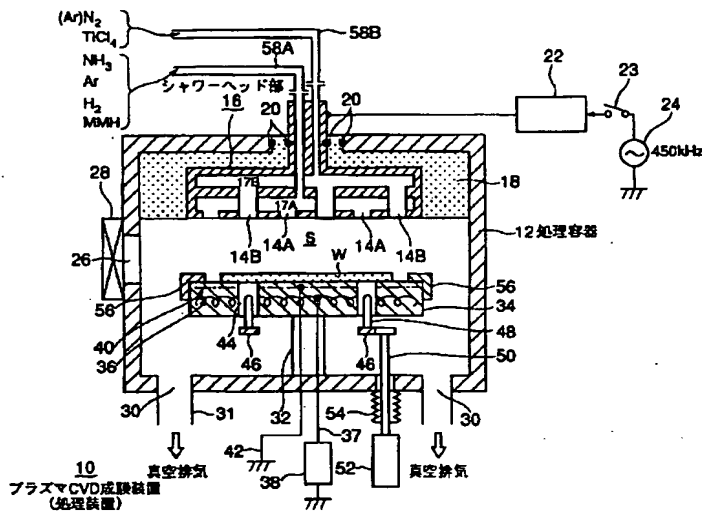 (Ar)N2
TiCl4
58B
58A
NH3
Ar
H2
MMH
シャワーヘッド部
16
20
20
22
23
24
450kHz
28
17B
17A
18
14B
14A
S
14A
14B
12 処理容器
26
W
56
56
34
40
44
48
36
46
46
50
30
31
32
54
30
37
42
38
52
真空排気
真空排気
10
プラズマCVD成膜装置
(処理装置)